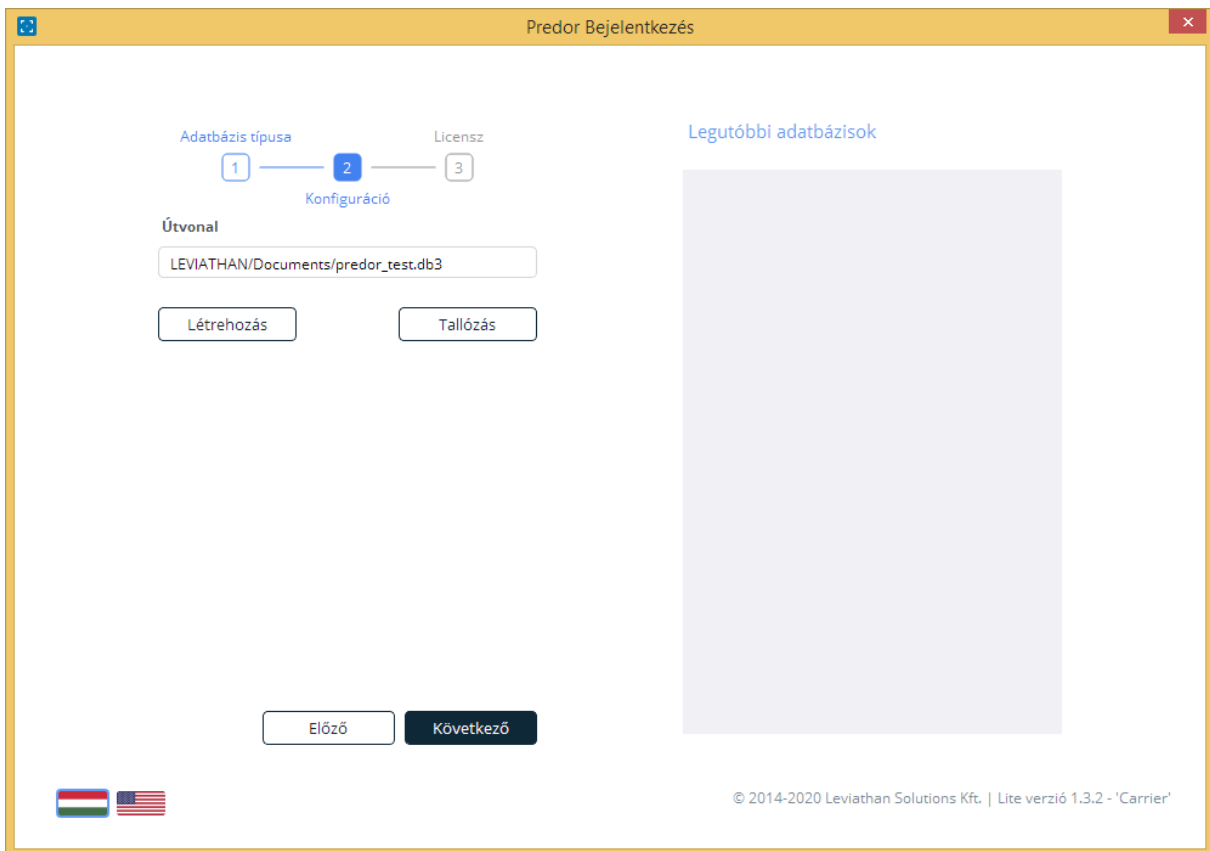 Predor Bejelentkezés
Adatbázis típusa
Licensz
1
2
3
Konfiguráció
Útvonal
LEVIATHAN/Documents/predor_test.db3
Létrehozás
Tallózás
Előző
Következő
Legutóbbi adatbázisok
© 2014-2020 Leviathan Solutions Kft. | Lite verzió 1.3.2 - 'Carrier'